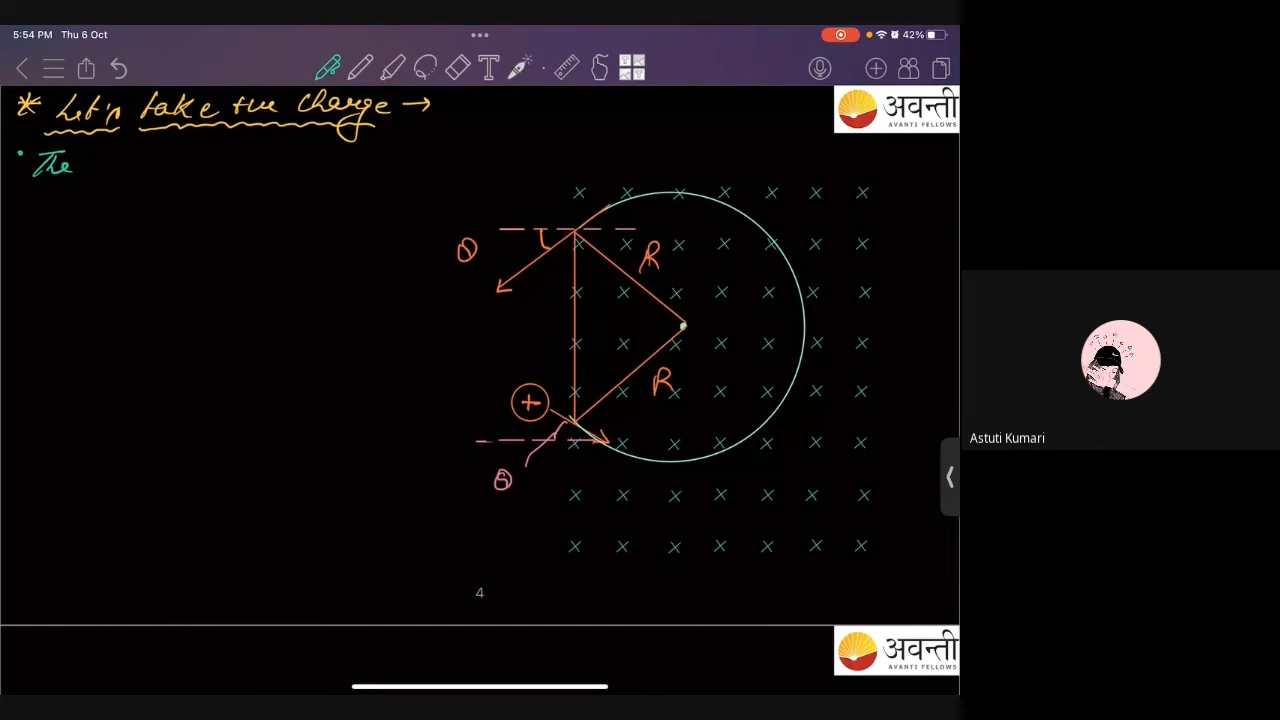 5:54 PM Thu 6 Oct
42%
* Let's take +ve charge →
अवन्ती
AVANTI FELLOWS
• The
θ
R
R
+
θ
Astuti Kumari
4
अवन्ती
AVANTI FELLOWS